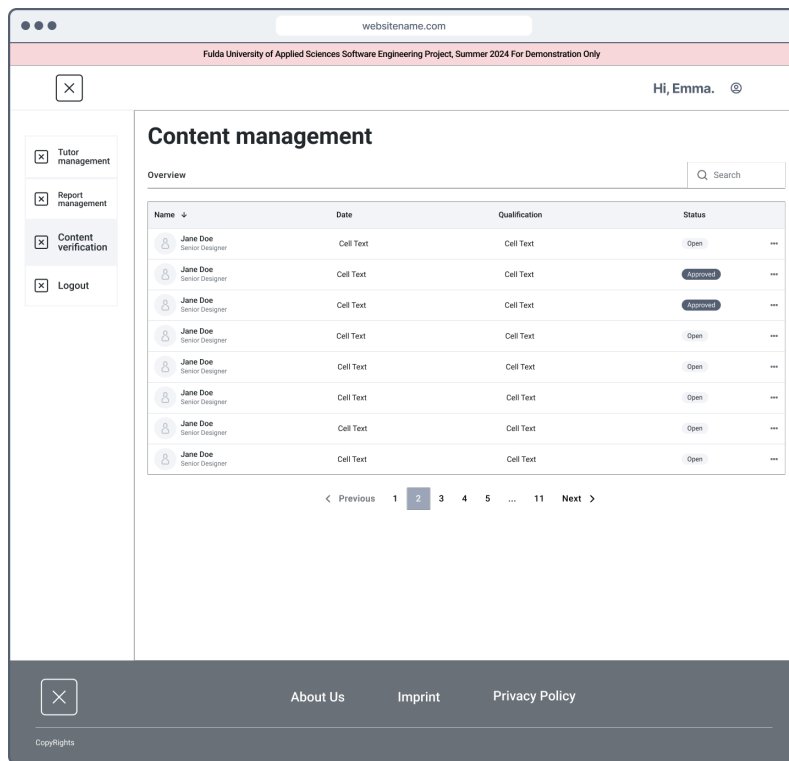 websitename.com
Fulda University of Applied Sciences Software Engineering Project, Summer 2024 For Demonstration Only
Hi, Emma.
Tutor
management
Report
management
Content
verification
Logout
Content management
Overview
Search
Name Date Qualification Status
Jane Doe
Senior Designer
Cell Text Cell Text Open
Jane Doe
Senior Designer
Cell Text Cell Text Approved
Jane Doe
Senior Designer
Cell Text Cell Text Approved
Jane Doe
Senior Designer
Cell Text Cell Text Open
Jane Doe
Senior Designer
Cell Text Cell Text Open
Jane Doe
Senior Designer
Cell Text Cell Text Open
Jane Doe
Senior Designer
Cell Text Cell Text Open
Jane Doe
Senior Designer
Cell Text Cell Text Open
Previous 1 2 3 4 5 ... 11 Next
About Us Imprint Privacy Policy
CopyRights